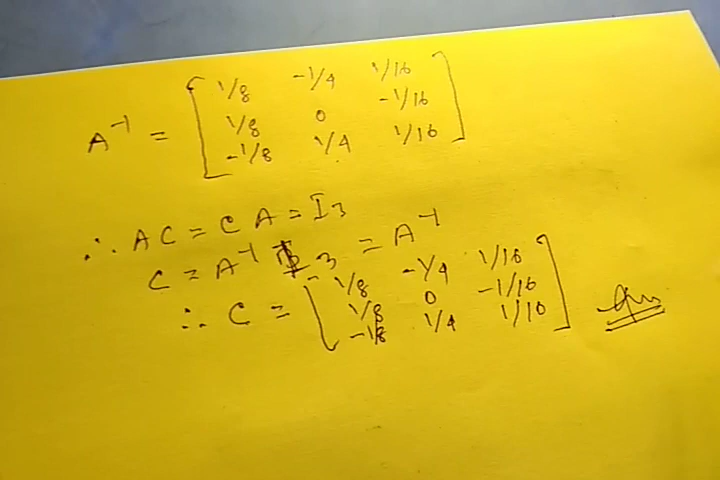 1/8 -1/4 1/16
A⁻¹ = 1/8 0 -1/16
-1/8 1/4 1/16
∴ AC = CA = I3
C = A⁻¹ I3 = A⁻¹
1/8 -1/4 1/16
∴ C = 1/8 0 -1/16
-1/8 1/4 1/16
Ans